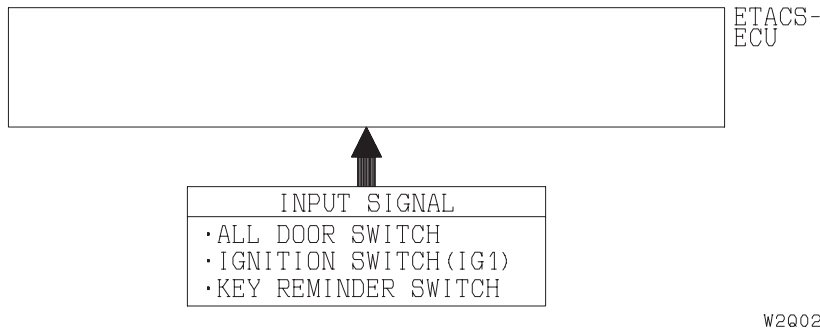 ETACS-
ECU
INPUT SIGNAL
·ALL DOOR SWITCH
·IGNITION SWITCH(IG1)
·KEY REMINDER SWITCH
W2Q02